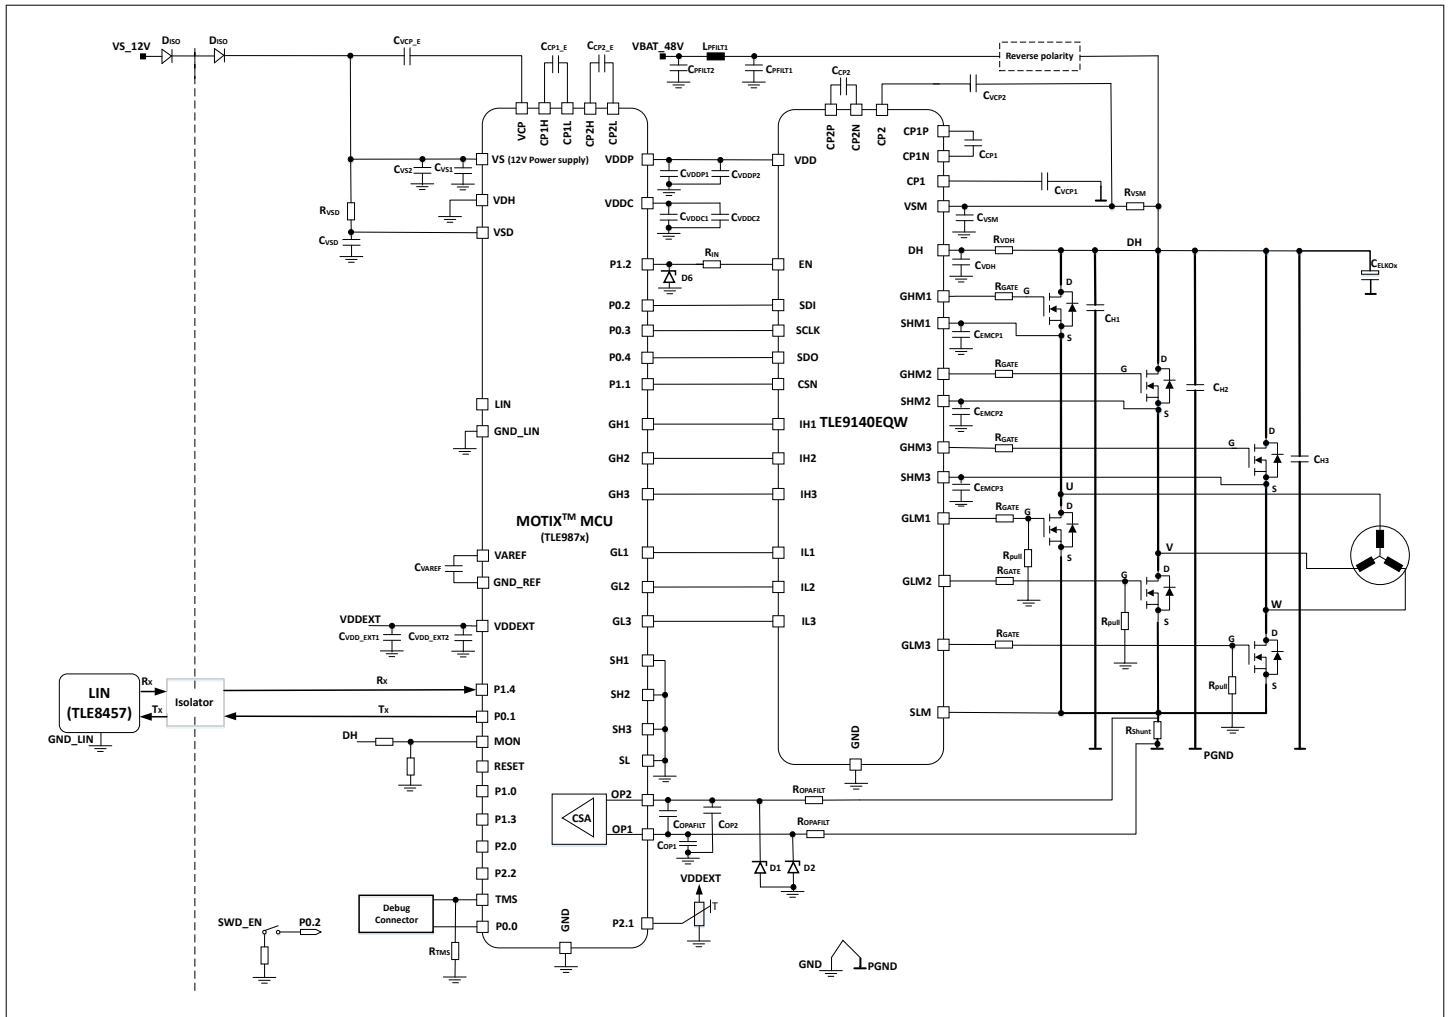 VS_12V
DISO
DISO
CVCP_E
CCP1_E
CCP2_E
VBAT_48V
LPFILT1
CPFILT2
CPFILT1
Reverse polarity
CCP2
CVCP2
VCP
CP1H
CP1L
CP2H
CP2L
CP2P
CP2N
CP2
CP1P
CP1N
CCP1
CP1
CVCP1
RVSM
VSM
CVSM
VS (12V Power supply)
CVS2
CVS1
VDDP
CVDDP1
CVDDP2
VDD
VDH
RVSD
CVSD
VSD
VDDC
CVDDC1
CVDDC2
DH
RVDH
CVDH
DH
CELKOx
P1.2
RIN
D6
EN
P0.2
SDI
P0.3
SCLK
P0.4
SDO
P1.1
CSN
GHM1
RGATE
G
D
S
CH1
SHM1
CEMCP1
GHM2
RGATE
G
D
S
CH2
SHM2
CEMCP2
LIN
GND_LIN
GH1
IH1
TLE9140EQW
GH2
IH2
GH3
IH3
GHM3
RGATE
G
D
S
CH3
SHM3
CEMCP3
U
MOTIX™ MCU
(TLE987x)
GLM1
RGATE
G
D
S
Rpull
VAREF
CVAREF
GND_REF
GL1
IL1
GL2
IL2
GL3
IL3
V
GLM2
RGATE
G
D
S
Rpull
W
VDDEXT
CVDD_EXT1
CVDD_EXT2
VDDEXT
GLM3
RGATE
G
D
S
Rpull
SH1
SH2
SH3
SL
LIN
(TLE8457)
GND_LIN
Rx
Tx
Isolator
Rx
Tx
P1.4
P0.1
DH
MON
RESET
P1.0
P1.3
P2.0
P2.2
TMS
P0.0
SLM
RShunt
PGND
GND
CSA
OP2
OP1
COPAFILT
COP2
COP1
ROPAFILT
ROPAFILT
D1
D2
Debug
Connector
RTMS
SWD_EN
P0.2
GND
P2.1
VDDEXT
T
GND
PGND